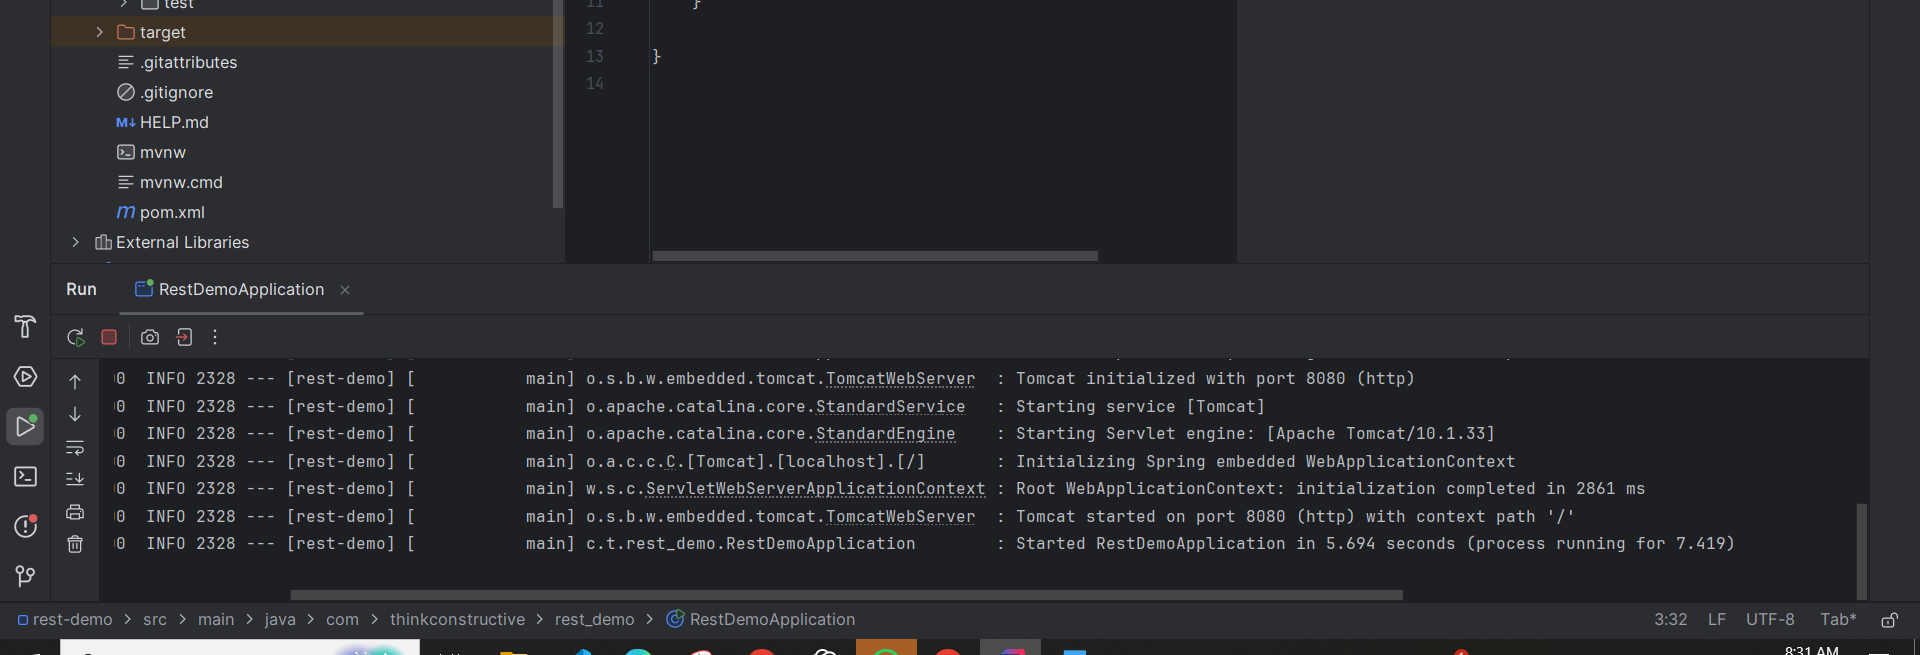 test
target
.gitattributes
.gitignore
M↓ HELP.md
mvnw
mvnw.cmd
m pom.xml
External Libraries
11 }
12
13 }
14
Run RestDemoApplication
INFO 2328 --- [rest-demo] [ main] o.s.b.w.embedded.tomcat.TomcatWebServer : Tomcat initialized with port 8080 (http)
INFO 2328 --- [rest-demo] [ main] o.apache.catalina.core.StandardService : Starting service [Tomcat]
INFO 2328 --- [rest-demo] [ main] o.apache.catalina.core.StandardEngine : Starting Servlet engine: [Apache Tomcat/10.1.33]
INFO 2328 --- [rest-demo] [ main] o.a.c.c.C.[Tomcat].[localhost].[/] : Initializing Spring embedded WebApplicationContext
INFO 2328 --- [rest-demo] [ main] w.s.c.ServletWebServerApplicationContext : Root WebApplicationContext: initialization completed in 2861 ms
INFO 2328 --- [rest-demo] [ main] o.s.b.w.embedded.tomcat.TomcatWebServer : Tomcat started on port 8080 (http) with context path '/'
INFO 2328 --- [rest-demo] [ main] c.t.rest_demo.RestDemoApplication : Started RestDemoApplication in 5.694 seconds (process running for 7.419)
rest-demo > src > main > java > com > thinkconstructive > rest_demo > RestDemoApplication 3:32 LF UTF-8 Tab*
8:31 AM